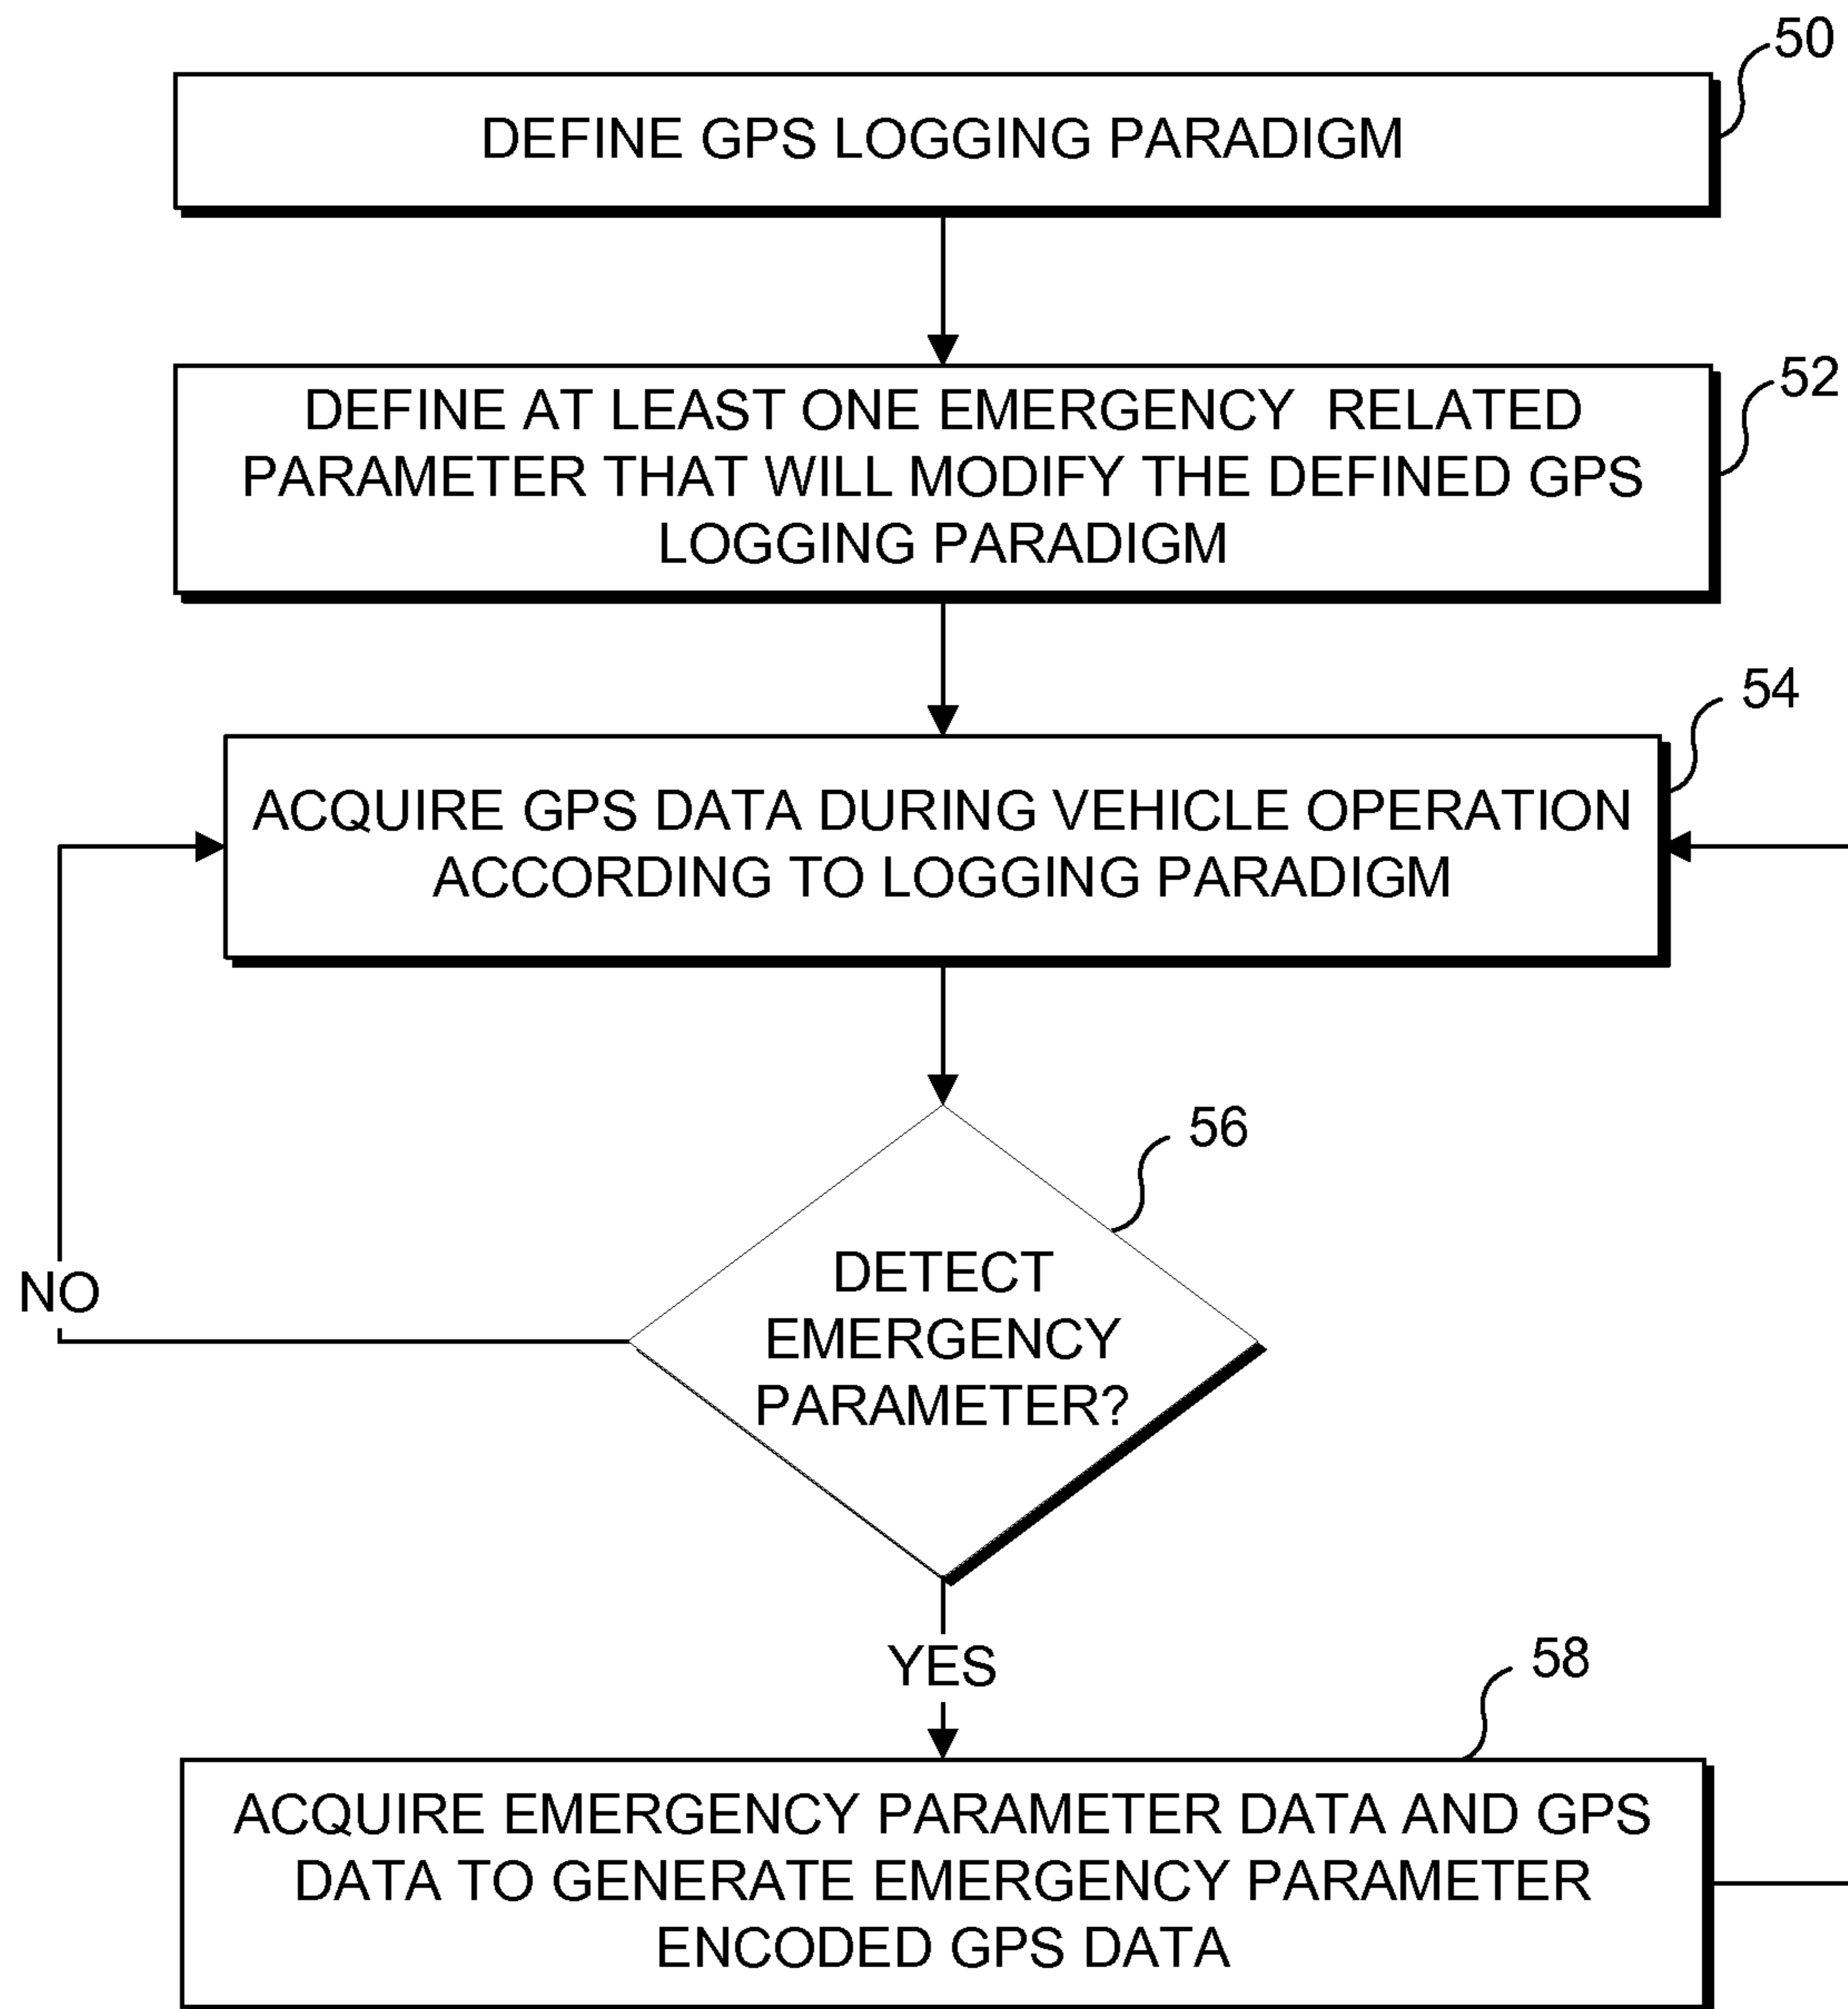 50
DEFINE GPS LOGGING PARADIGM
52
DEFINE AT LEAST ONE EMERGENCY RELATED
PARAMETER THAT WILL MODIFY THE DEFINED GPS
LOGGING PARADIGM
54
ACQUIRE GPS DATA DURING VEHICLE OPERATION
ACCORDING TO LOGGING PARADIGM
56
DETECT
EMERGENCY
PARAMETER?
NO
YES
58
ACQUIRE EMERGENCY PARAMETER DATA AND GPS
DATA TO GENERATE EMERGENCY PARAMETER
ENCODED GPS DATA